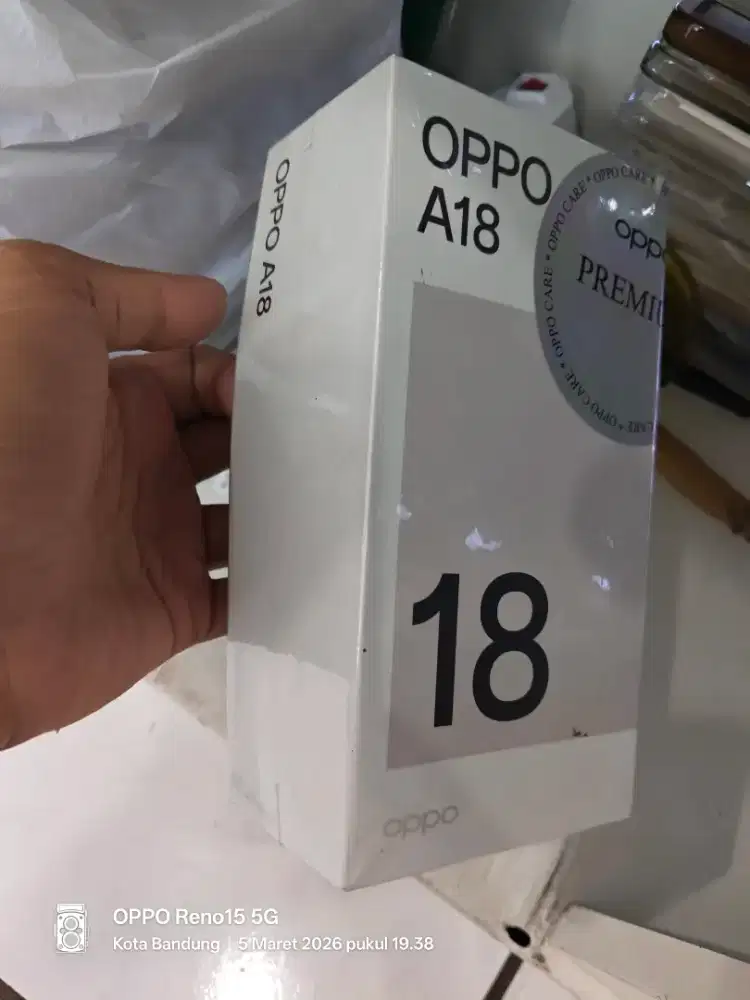 OPPO A18
OPPO
A18
OPPO CARE * OPPO CARE * OPPO CARE
oppo
18
oppo
OPPO Reno15 5G
Kota Bandung | 5 Maret 2026 pukul 19.38